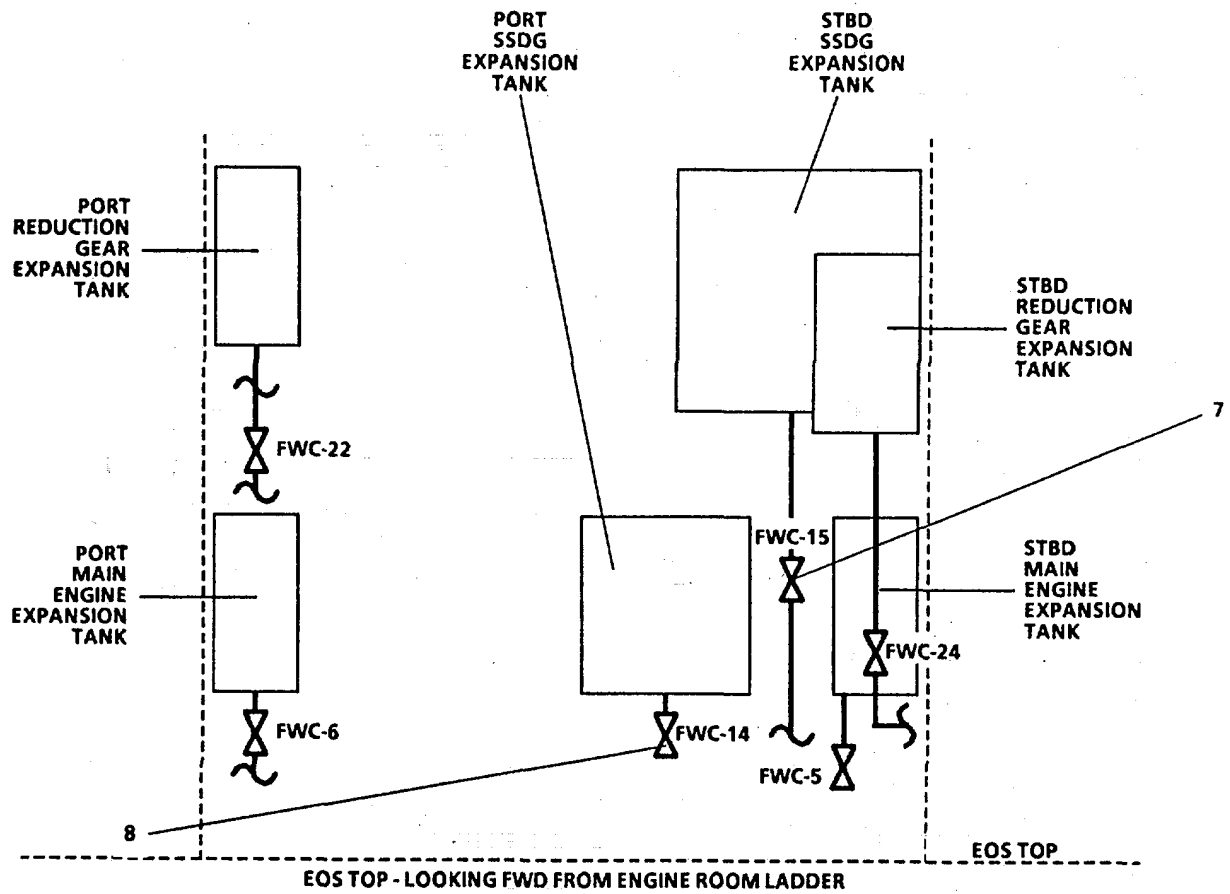 PORT
SSDG
EXPANSION
TANK
STBD
SSDG
EXPANSION
TANK
PORT
REDUCTION
GEAR
EXPANSION
TANK
STBD
REDUCTION
GEAR
EXPANSION
TANK
7
FWC-22
FWC-15
PORT
MAIN
ENGINE
EXPANSION
TANK
STBD
MAIN
ENGINE
EXPANSION
TANK
FWC-24
FWC-6
FWC-14
FWC-5
8
EOS TOP
EOS TOP - LOOKING FWD FROM ENGINE ROOM LADDER